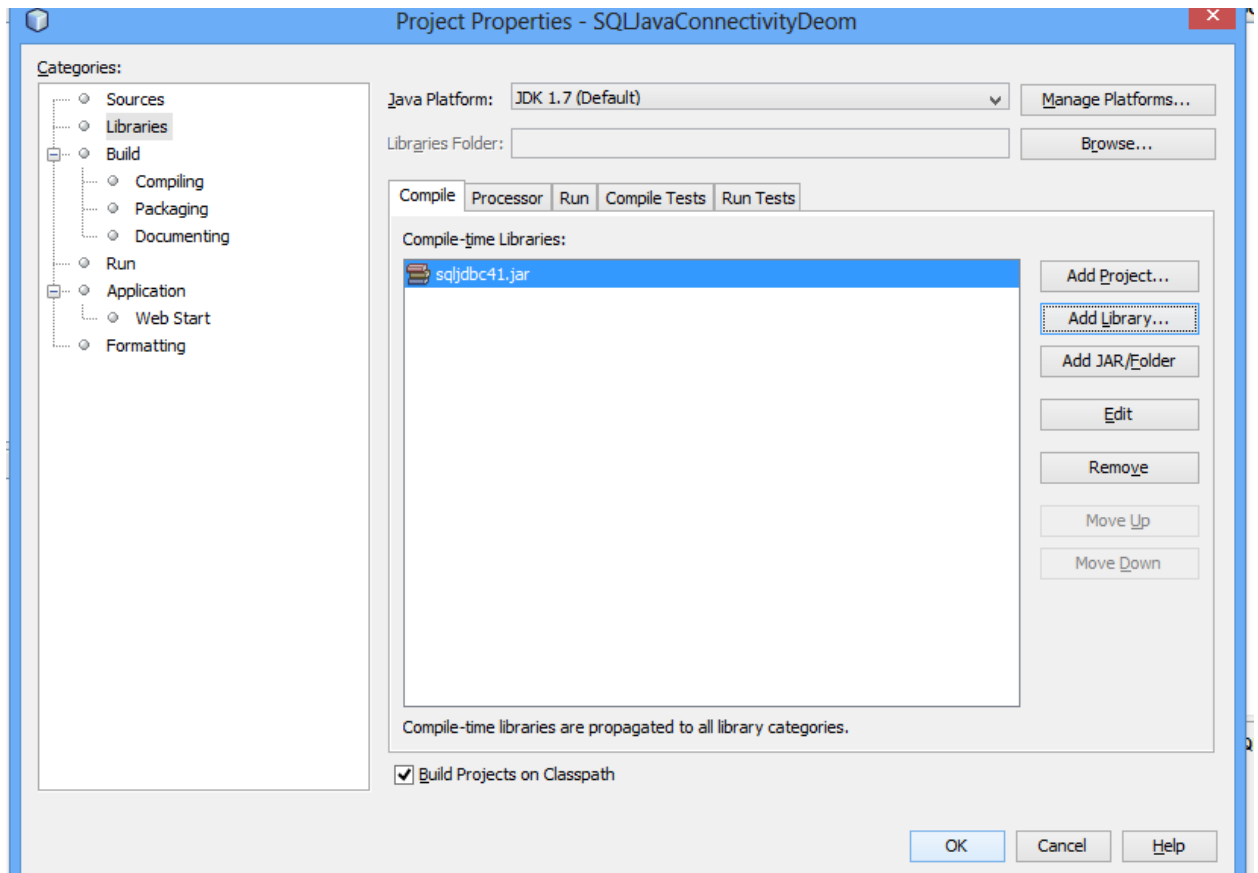 Project Properties - SQLJavaConnectivityDeom
Categories:
Sources
Libraries
Build
Compiling
Packaging
Documenting
Run
Application
Web Start
Formatting
Java Platform: JDK 1.7 (Default) Manage Platforms...
Libraries Folder: Browse...
Compile Processor Run Compile Tests Run Tests
Compile-time Libraries:
sqljdbc41.jar
Add Project...
Add Library...
Add JAR/Folder
Edit
Remove
Move Up
Move Down
Compile-time libraries are propagated to all library categories.
Build Projects on Classpath
OK Cancel Help